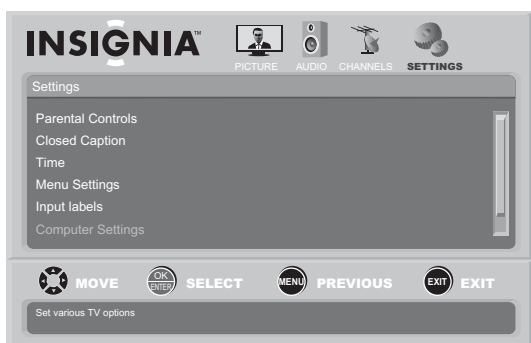 INSIGNIA™
PICTURE AUDIO CHANNELS SETTINGS
Settings
Parental Controls
Closed Caption
Time
Menu Settings
Input labels
Computer Settings
MOVE OK ENTER SELECT MENU PREVIOUS EXIT EXIT
Set various TV options